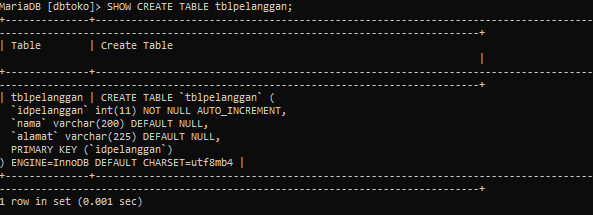 MariaDB [dbtoko]> SHOW CREATE TABLE tblpelanggan;
+-------------+---------------------------------------------------------------------------------
--------------------------------------------------------------------------------+
| Table       | Create Table
                                                                                |
+-------------+---------------------------------------------------------------------------------
--------------------------------------------------------------------------------+
| tblpelanggan | CREATE TABLE `tblpelanggan` (
  `idpelanggan` int(11) NOT NULL AUTO_INCREMENT,
  `nama` varchar(200) DEFAULT NULL,
  `alamat` varchar(225) DEFAULT NULL,
  PRIMARY KEY (`idpelanggan`)
) ENGINE=InnoDB DEFAULT CHARSET=utf8mb4 |
+-------------+---------------------------------------------------------------------------------
--------------------------------------------------------------------------------+
1 row in set (0.001 sec)